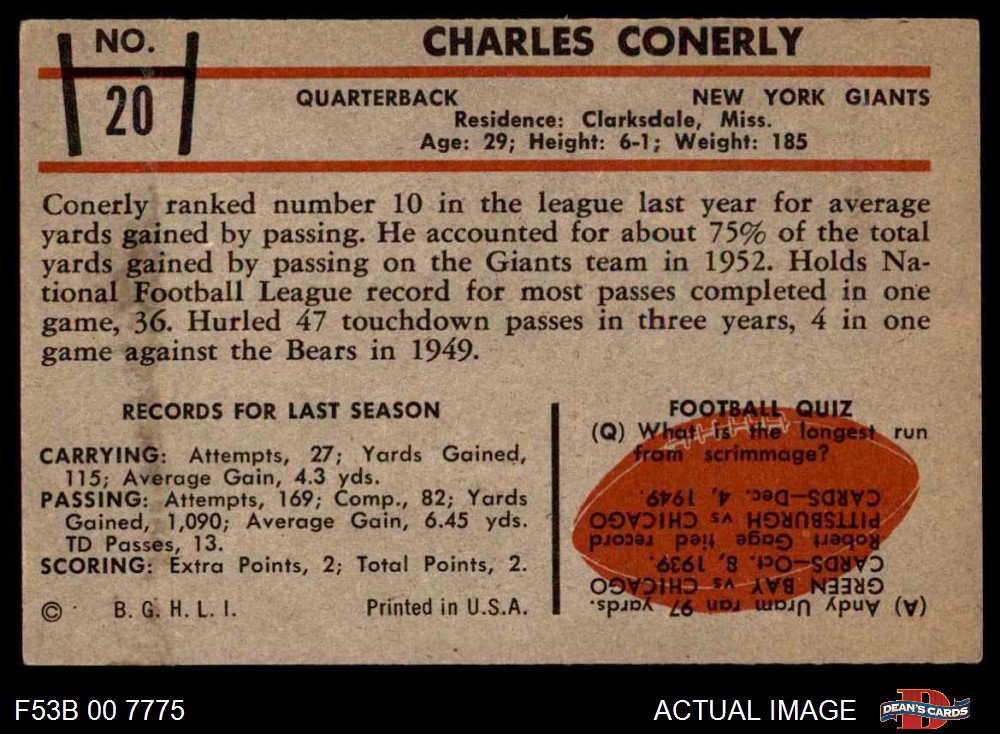 NO.
20
CHARLES CONERLY
QUARTERBACK NEW YORK GIANTS
Residence: Clarksdale, Miss.
Age: 29; Height: 6-1; Weight: 185
Conerly ranked number 10 in the league last year for average
yards gained by passing. He accounted for about 75% of the total
yards gained by passing on the Giants team in 1952. Holds Na-
tional Football League record for most passes completed in one
game, 36. Hurled 47 touchdown passes in three years, 4 in one
game against the Bears in 1949.
RECORDS FOR LAST SEASON
CARRYING: Attempts, 27; Yards Gained,
115; Average Gain, 4.3 yds.
PASSING: Attempts, 169; Comp., 82; Yards
Gained, 1,090; Average Gain, 6.45 yds.
TD Passes, 13.
SCORING: Extra Points, 2; Total Points, 2.
© B. G. H. L. I. Printed in U.S.A.
FOOTBALL QUIZ
(Q) What is the longest run
from scrimmage?
(A) Andy Uram ran 97 yards.
GREEN BAY vs CHICAGO
CARDS—Oct. 8, 1939.
Robert Gage tied record
PITTSBURGH vs CHICAGO
CARDS—Dec. 4, 1949.
F53B 00 7775
ACTUAL IMAGE
D
DEAN'S CARDS